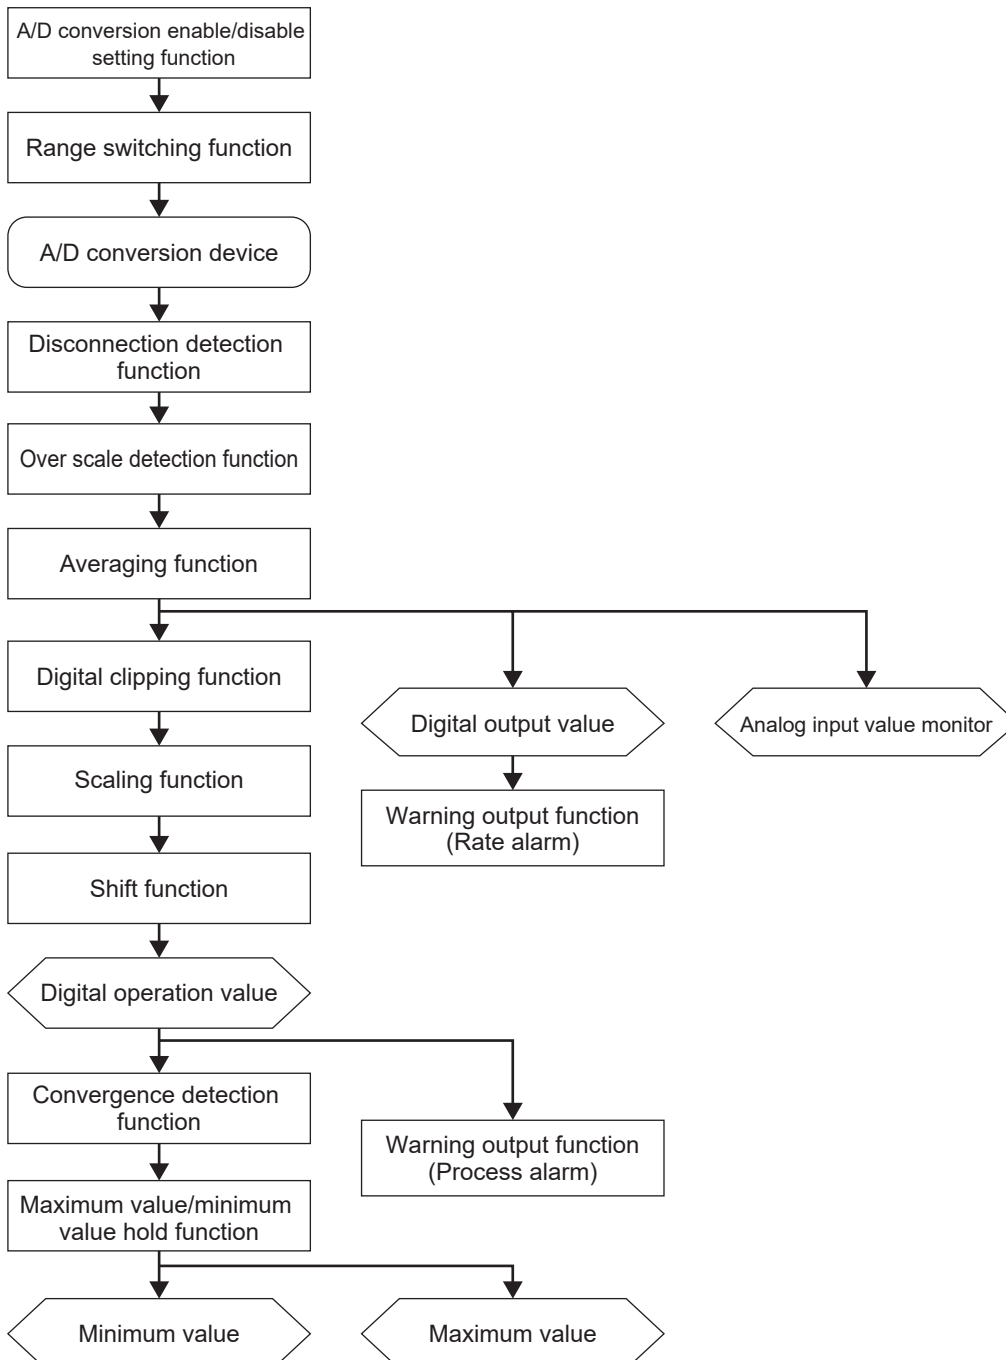 A/D conversion enable/disable
setting function
Range switching function
A/D conversion device
Disconnection detection
function
Over scale detection function
Averaging function
Digital clipping function
Digital output value
Analog input value monitor
Scaling function
Warning output function
(Rate alarm)
Shift function
Digital operation value
Convergence detection
function
Warning output function
(Process alarm)
Maximum value/minimum
value hold function
Minimum value
Maximum value